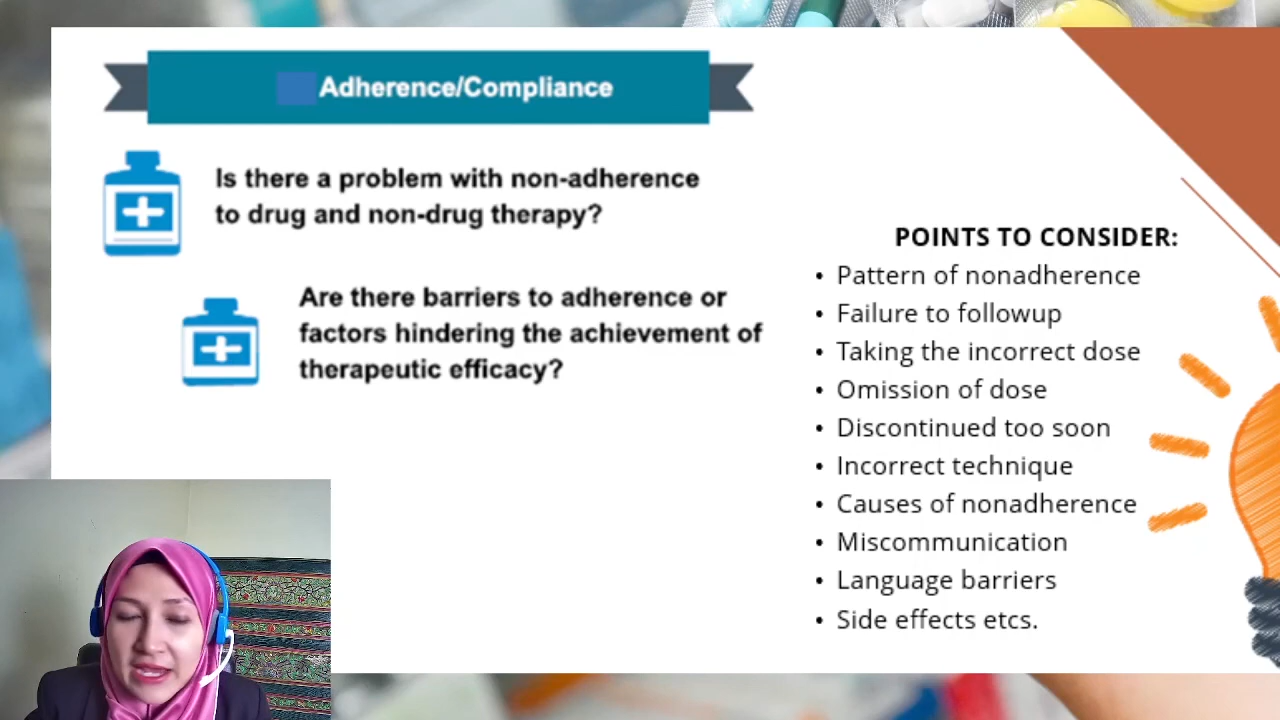 Adherence/Compliance
Is there a problem with non-adherence
to drug and non-drug therapy?
Are there barriers to adherence or
factors hindering the achievement of
therapeutic efficacy?
POINTS TO CONSIDER:
• Pattern of nonadherence
• Failure to followup
• Taking the incorrect dose
• Omission of dose
• Discontinued too soon
• Incorrect technique
• Causes of nonadherence
• Miscommunication
• Language barriers
• Side effects etcs.